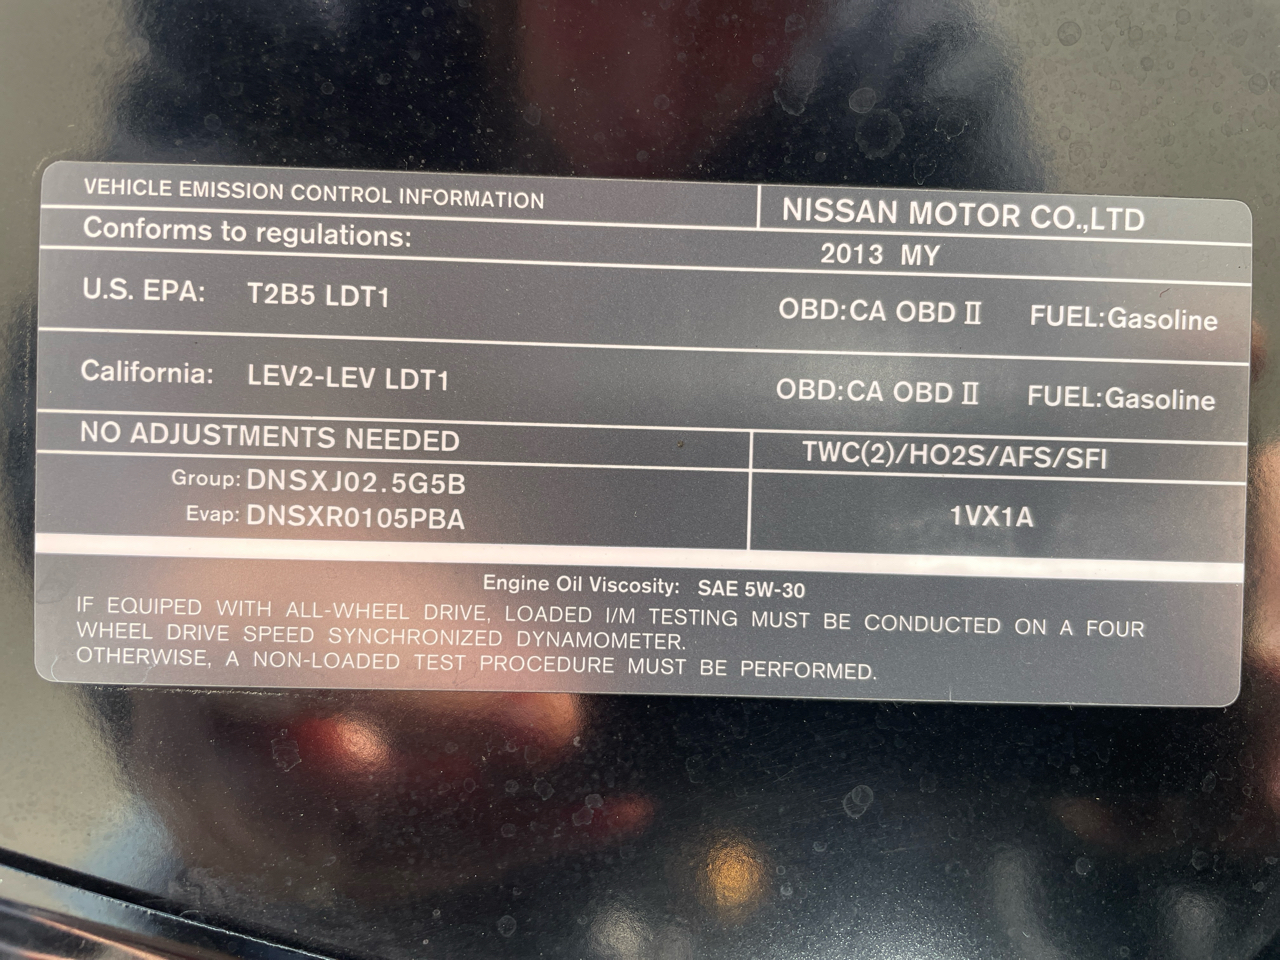 VEHICLE EMISSION CONTROL INFORMATION NISSAN MOTOR CO.,LTD
Conforms to regulations: 2013 MY
U.S. EPA: T2B5 LDT1 OBD:CA OBD II FUEL:Gasoline
California: LEV2-LEV LDT1 OBD:CA OBD II FUEL:Gasoline
NO ADJUSTMENTS NEEDED TWC(2)/HO2S/AFS/SFI
Group: DNSXJ02.5G5B
Evap: DNSXR0105PBA 1VX1A
Engine Oil Viscosity: SAE 5W-30
IF EQUIPED WITH ALL-WHEEL DRIVE, LOADED I/M TESTING MUST BE CONDUCTED ON A FOUR
WHEEL DRIVE SPEED SYNCHRONIZED DYNAMOMETER.
OTHERWISE, A NON-LOADED TEST PROCEDURE MUST BE PERFORMED.